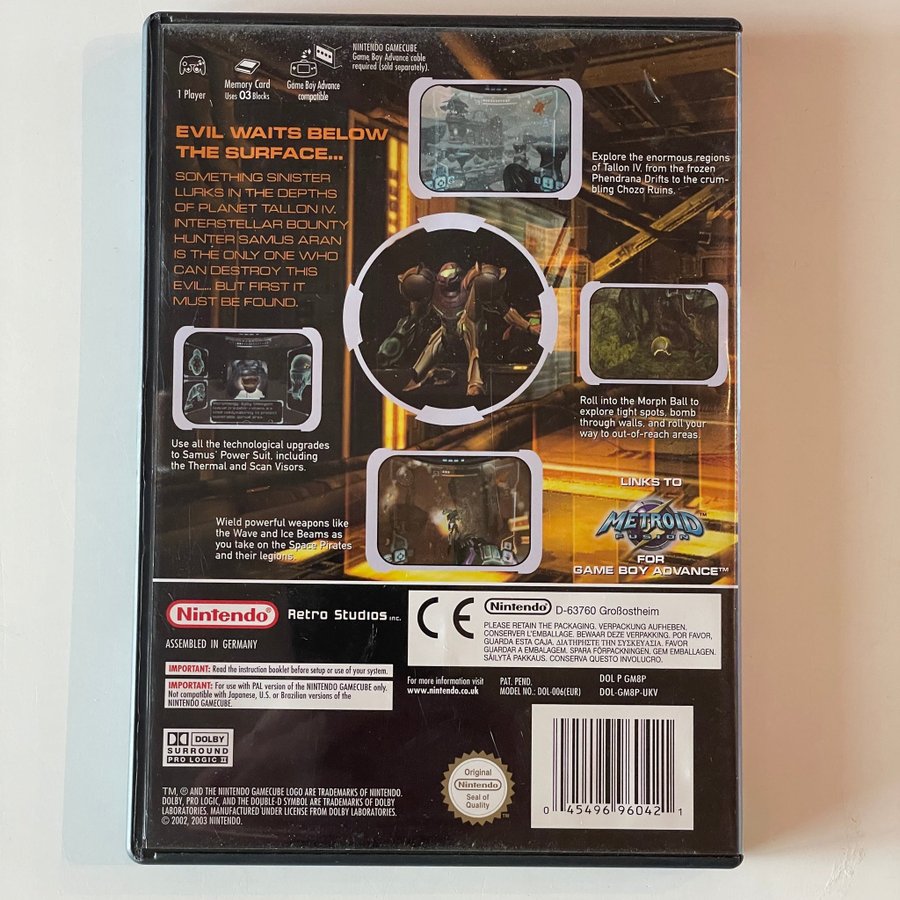 1 Player
Memory Card
Uses 03 Blocks
Game Boy Advance
compatible
NINTENDO GAMECUBE
Game Boy Advance cable
required (sold separately).
EVIL WAITS BELOW
THE SURFACE...
SOMETHING SINISTER
LURKS IN THE DEPTHS
OF PLANET TALLON IV.
INTERSTELLAR BOUNTY
HUNTER SAMUS ARAN
IS THE ONLY ONE WHO
CAN DESTROY THIS
EVIL... BUT FIRST IT
MUST BE FOUND.
Explore the enormous regions
of Tallon IV, from the frozen
Phendrana Drifts to the crum-
bling Chozo Ruins.
Roll into the Morph Ball to
explore tight spots, bomb
through walls, and roll your
way to out-of-reach areas.
Use all the technological upgrades
to Samus' Power Suit, including
the Thermal and Scan Visors.
Wield powerful weapons like
the Wave and Ice Beams as
you take on the Space Pirates
and their legions.
LINKS TO
METROID™
FUSION
FOR
GAME BOY ADVANCE™
Nintendo®
Retro Studios inc.
ASSEMBLED IN GERMANY
CE
Nintendo® D-63760 Großostheim
PLEASE RETAIN THE PACKAGING. VERPACKUNG AUFHEBEN.
CONSERVER L'EMBALLAGE. BEWAAR DEZE VERPAKKING. POR FAVOR,
GUARDA ESTA CAJA. ΔΙΑΤΗΡΗΣΤΕ ΤΗΝ ΣΥΣΚΕΥΑΣΙΑ. FAVOR
GUARDAR A EMBALAGEM. SPARA FÖRPACKNINGEN. GEM EMBALLAGEN.
SÄILYTÄ PAKKAUS. CONSERVA QUESTO INVOLUCRO.
IMPORTANT: Read the instruction booklet before setup or use of your system.
IMPORTANT: For use with PAL version of the NINTENDO GAMECUBE only.
Not compatible with Japanese, U.S. or Brazilian versions of the
NINTENDO GAMECUBE.
For more information visit
www.nintendo.co.uk
PAT. PEND.
MODEL NO.: DOL-006(EUR)
DOL P GM8P
DOL-GM8P-UKV
DOLBY
SURROUND
PRO LOGIC II
TM, ® AND THE NINTENDO GAMECUBE LOGO ARE TRADEMARKS OF NINTENDO.
DOLBY, PRO LOGIC, AND THE DOUBLE-D SYMBOL ARE TRADEMARKS OF DOLBY
LABORATORIES. MANUFACTURED UNDER LICENSE FROM DOLBY LABORATORIES.
© 2002, 2003 NINTENDO.
Original
Nintendo®
Seal of
Quality
TM
0 45496 96042 1